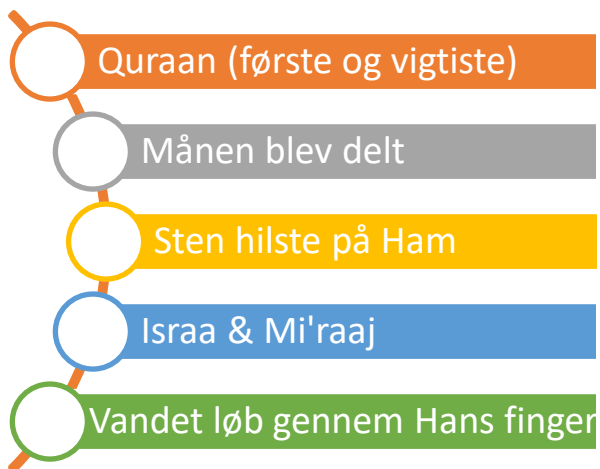 Quraan (første og vigtiste)
Månen blev delt
Sten hilste på Ham
Israa & Mi'raaj
Vandet løb gennem Hans finger